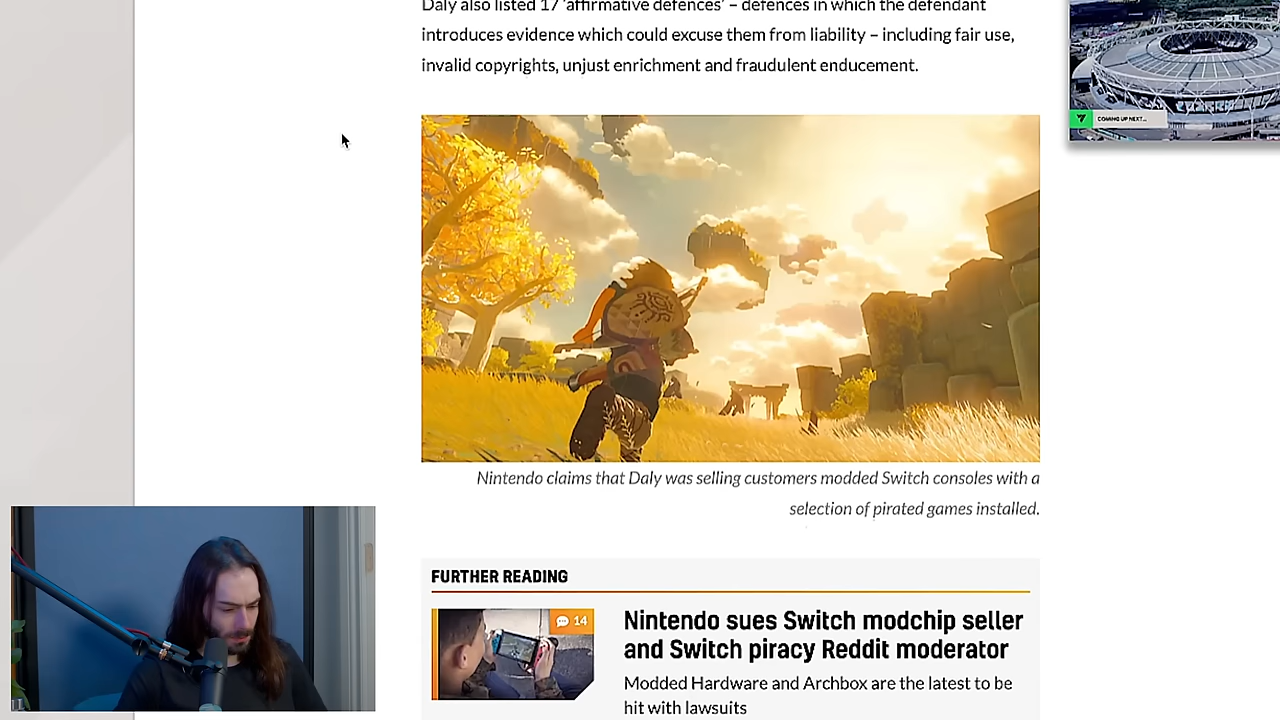 Daly also listed 17 ‘affirmative defences’ – defences in which the defendant
introduces evidence which could excuse them from liability – including fair use,
invalid copyrights, unjust enrichment and fraudulent enducement.
COMING UP NEXT...
Nintendo claims that Daly was selling customers modded Switch consoles with a
selection of pirated games installed.
FURTHER READING
14
Nintendo sues Switch modchip seller
and Switch piracy Reddit moderator
Modded Hardware and Archbox are the latest to be
hit with lawsuits